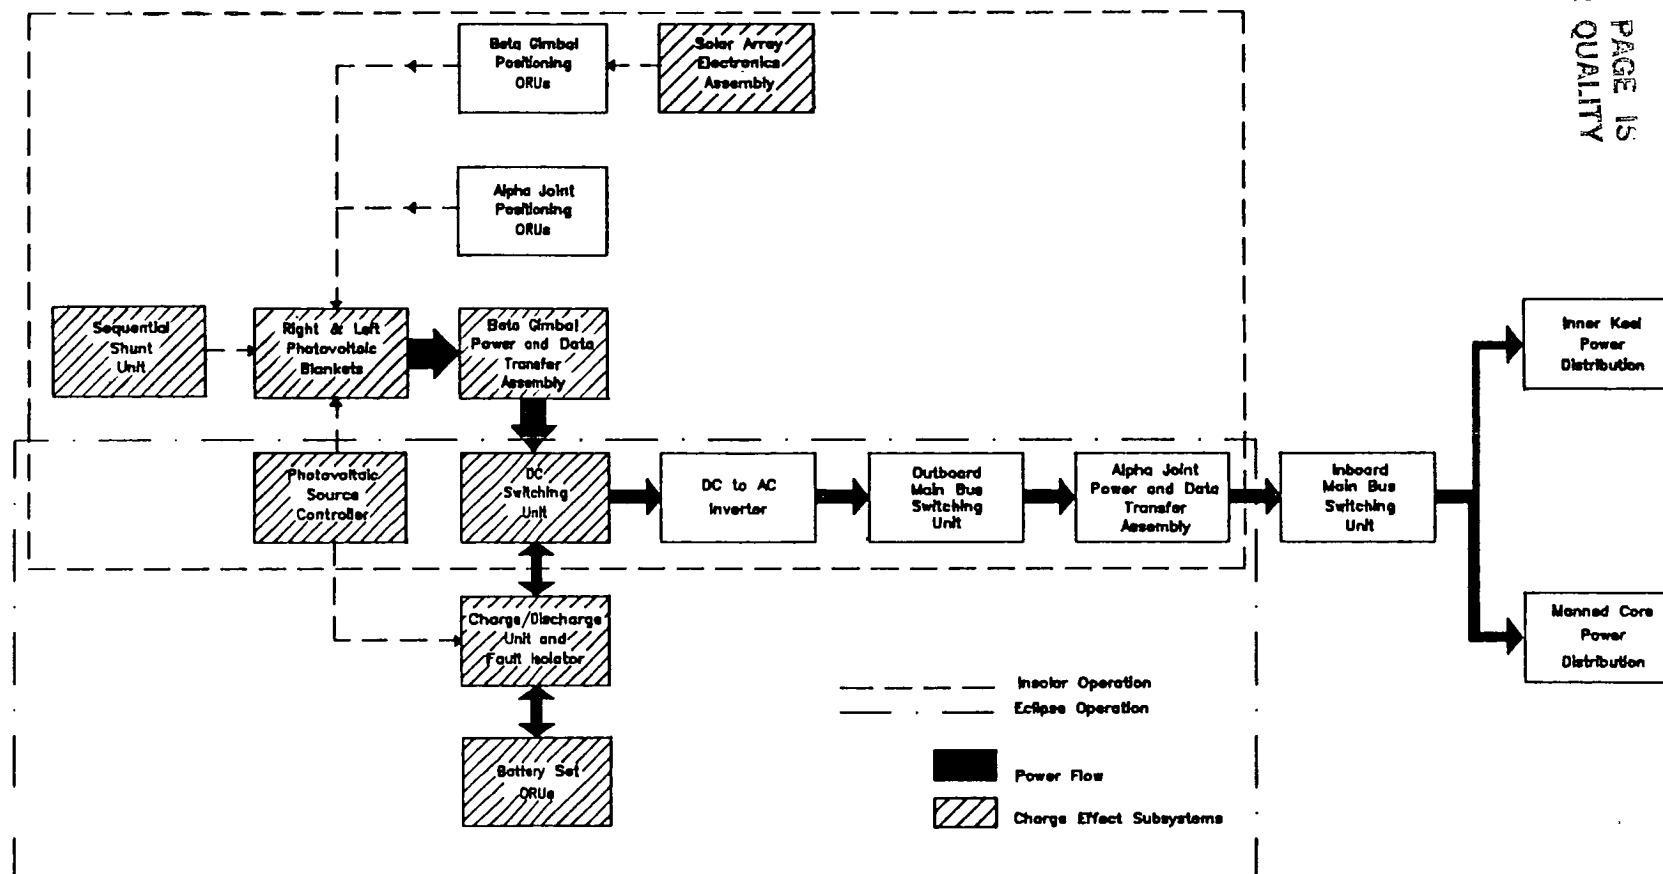 PAGE IS
QUALITY
Beta Gimbal
Positioning
ORUs
Solar Array
Electronics
Assembly
Alpha Joint
Positioning
ORUs
Sequential
Shunt
Unit
Right & Left
Photovoltaic
Blankets
Beta Gimbal
Power and Data
Transfer
Assembly
Inner Keel
Power
Distribution
Photovoltaic
Source
Controller
DC
Switching
Unit
DC to AC
Inverter
Outboard
Main Bus
Switching
Unit
Alpha Joint
Power and Data
Transfer
Assembly
Inboard
Main Bus
Switching
Unit
Charge/Discharge
Unit and
Fault Isolator
Manned Core
Power
Distribution
Battery Set
ORUs
Insolar Operation
Eclipse Operation
Power Flow
Charge Effect Subsystems